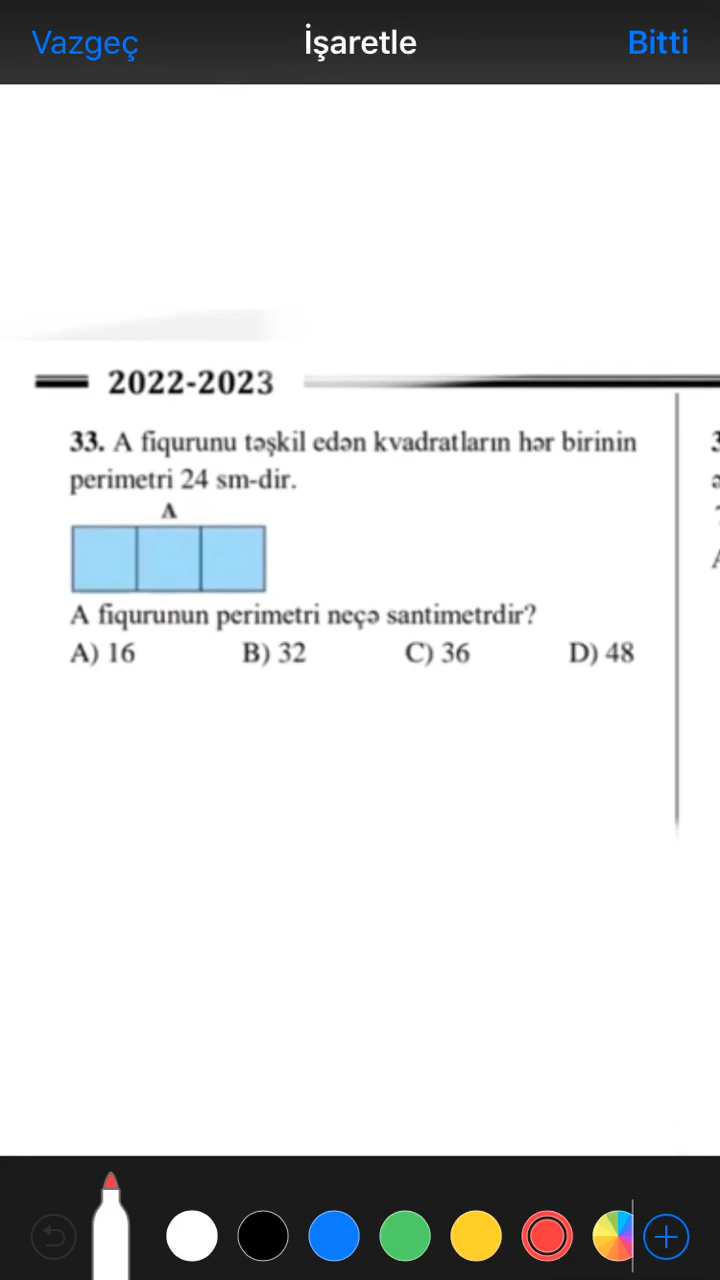 Vazgeç
İşaretle
Bitti
2022-2023
33. A fiqurunu təşkil edən kvadratların hər birinin
perimetri 24 sm-dir.
A
A fiqurunun perimetri neçə santimetrdir?
A) 16 B) 32 C) 36 D) 48